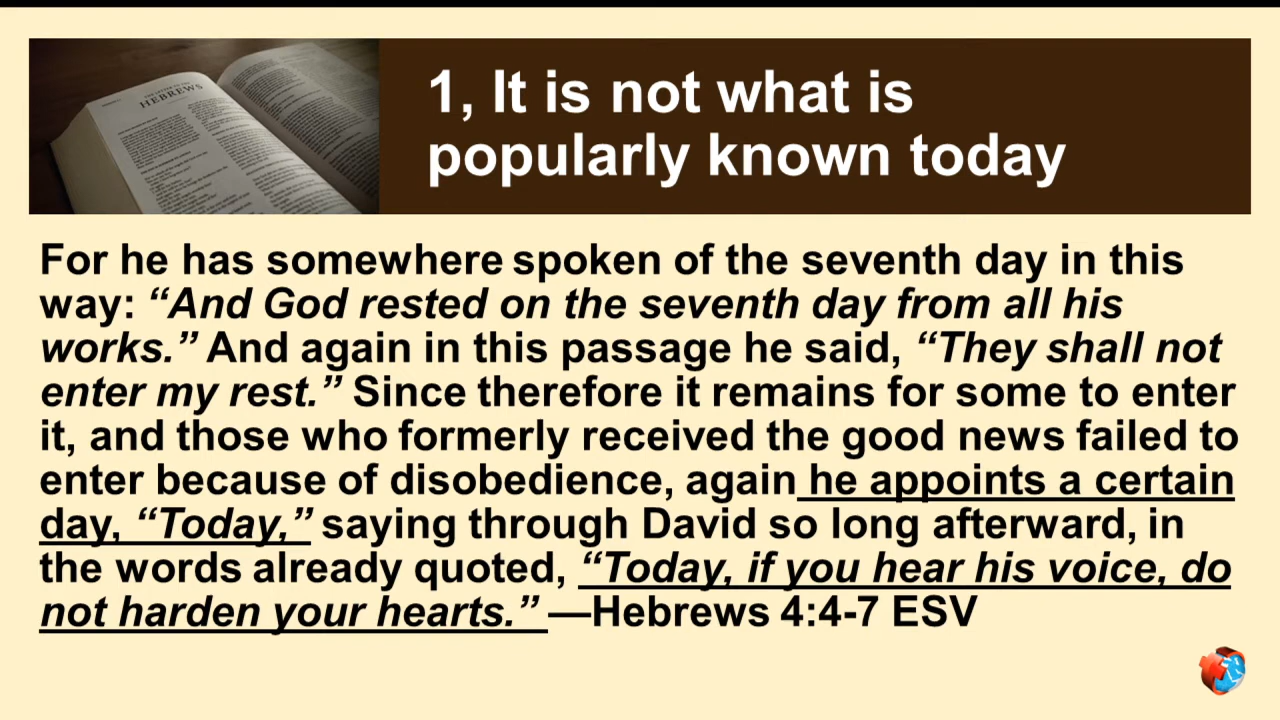 HEBREWS
1, It is not what is
popularly known today
For he has somewhere spoken of the seventh day in this
way: “And God rested on the seventh day from all his
works.” And again in this passage he said, “They shall not
enter my rest.” Since therefore it remains for some to enter
it, and those who formerly received the good news failed to
enter because of disobedience, again he appoints a certain
day, “Today,” saying through David so long afterward, in
the words already quoted, “Today, if you hear his voice, do
not harden your hearts.” —Hebrews 4:4-7 ESV